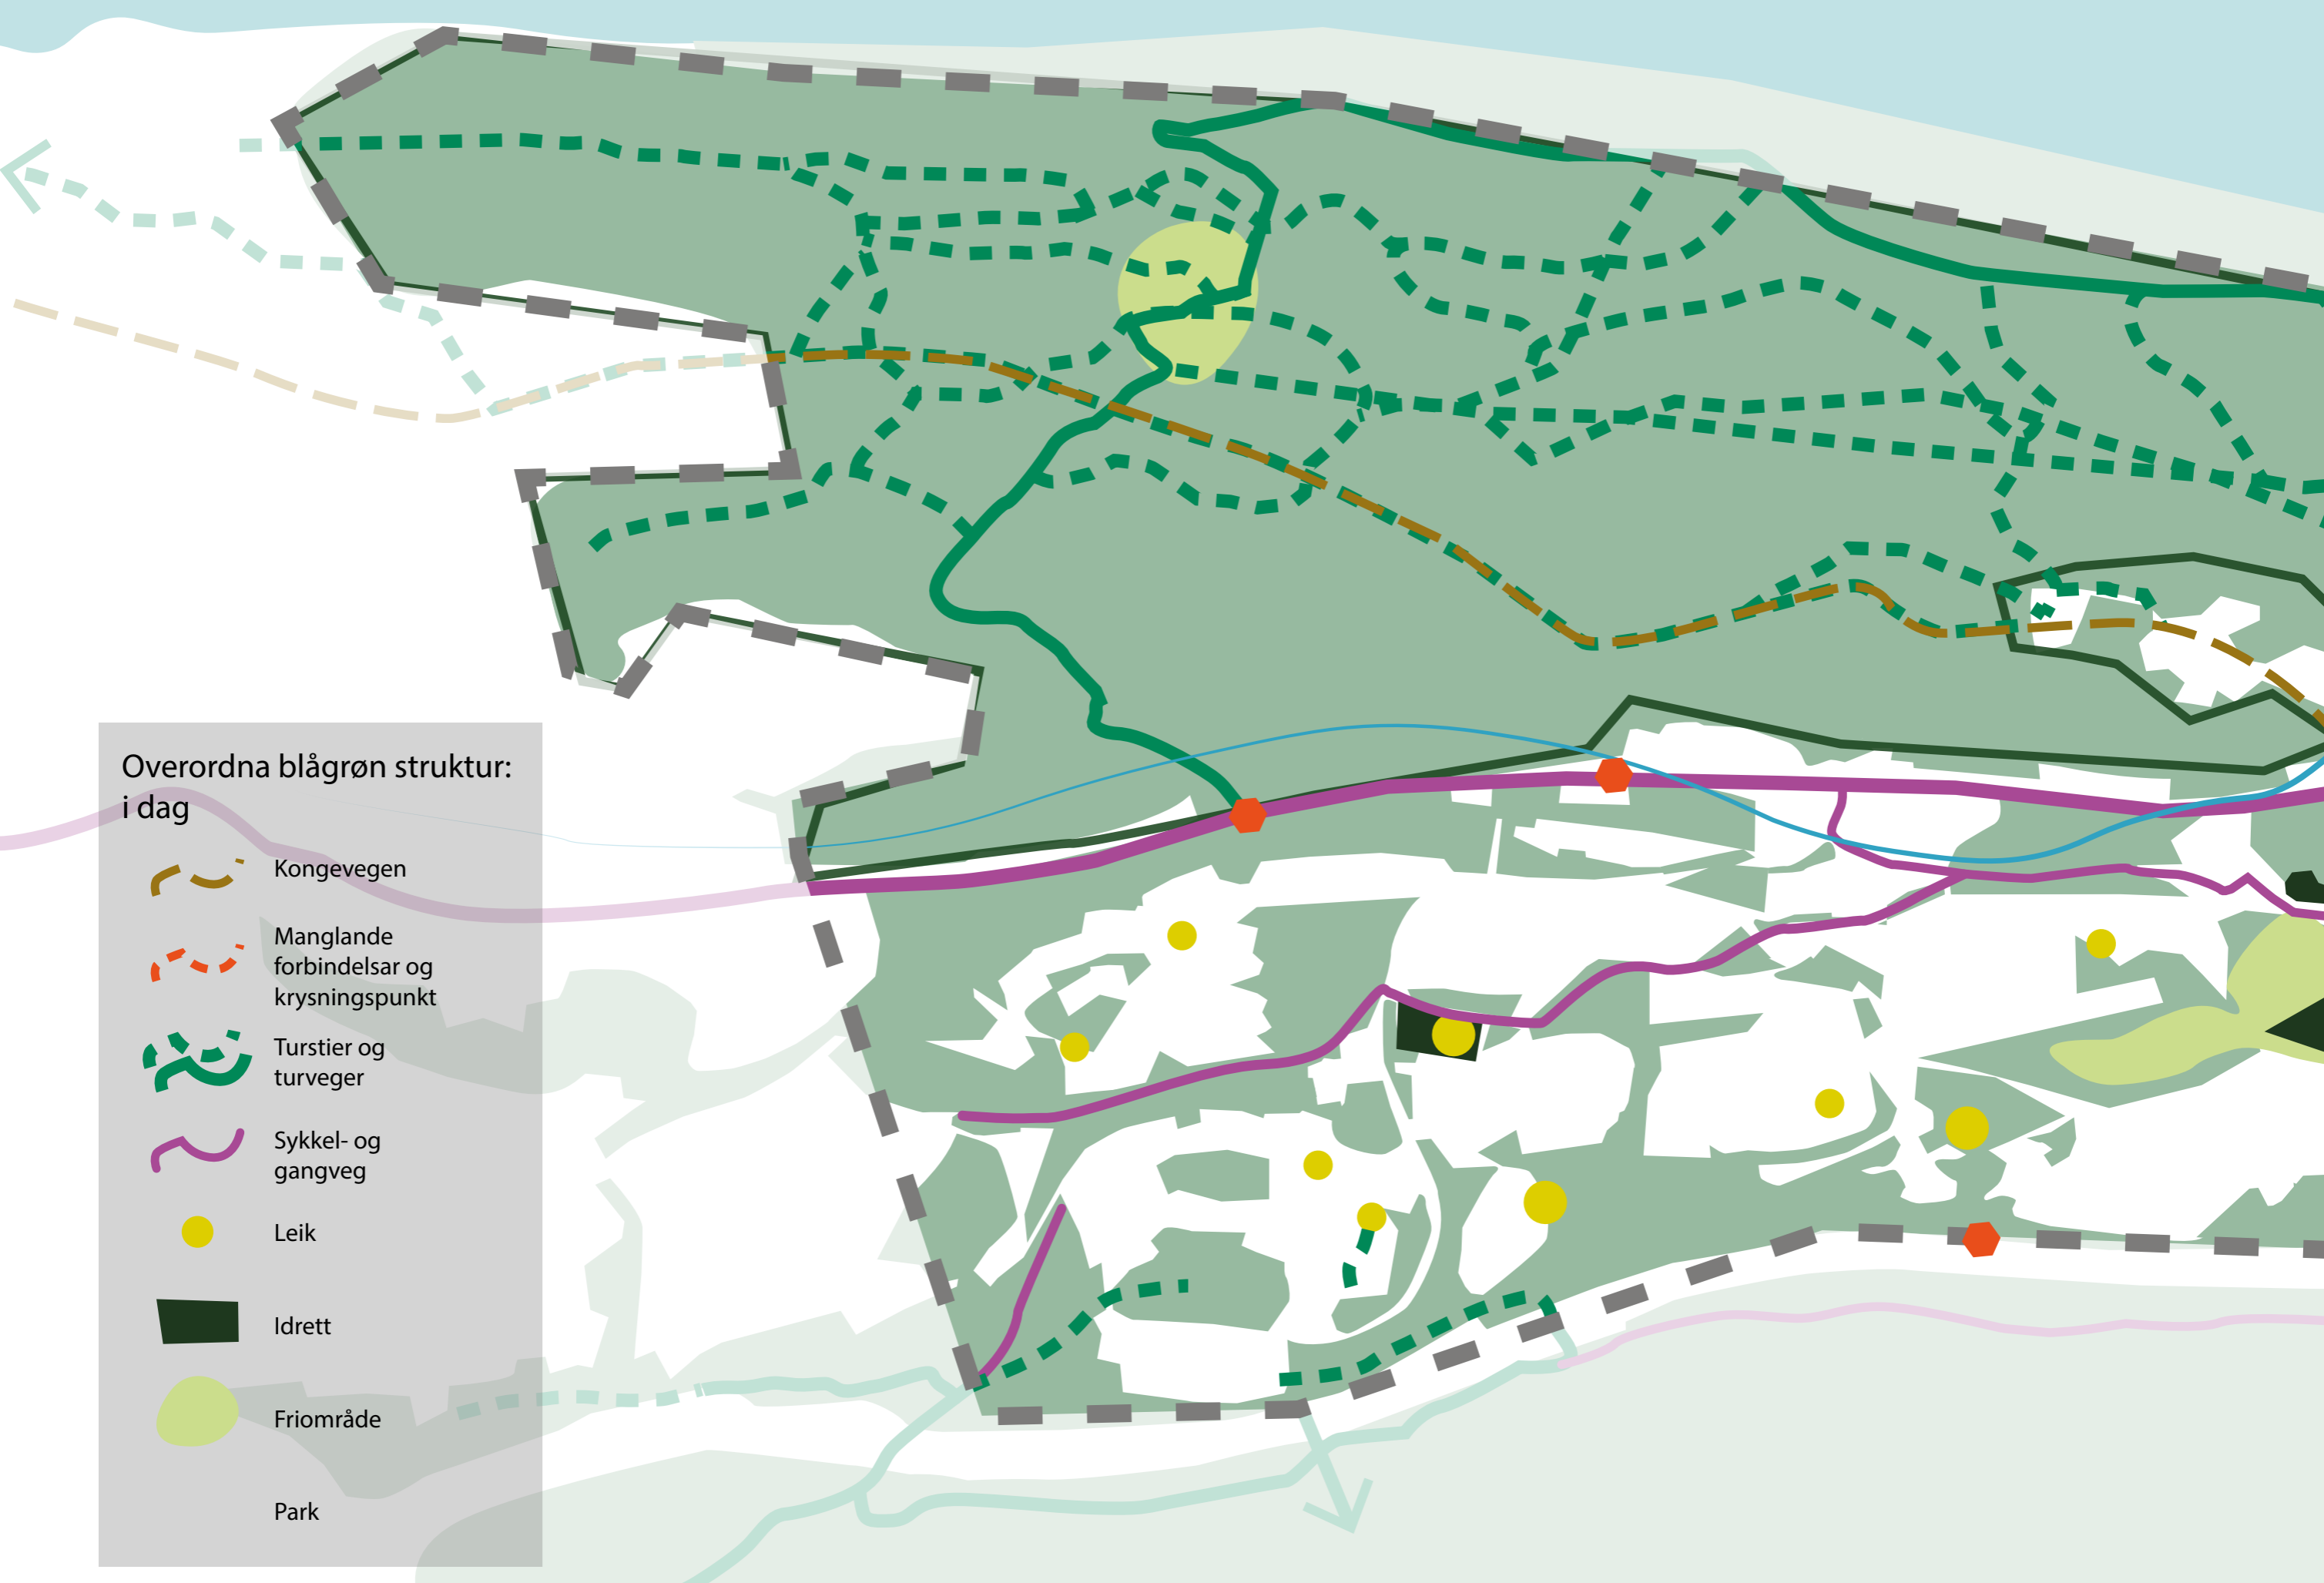 Overordna blågrøn struktur:
i dag
Kongevegen
Manglande
forbindelsar og
krysningspunkt
Turstier og
turveger
Sykkel- og
gangveg
Leik
Idrett
Friområde
Park